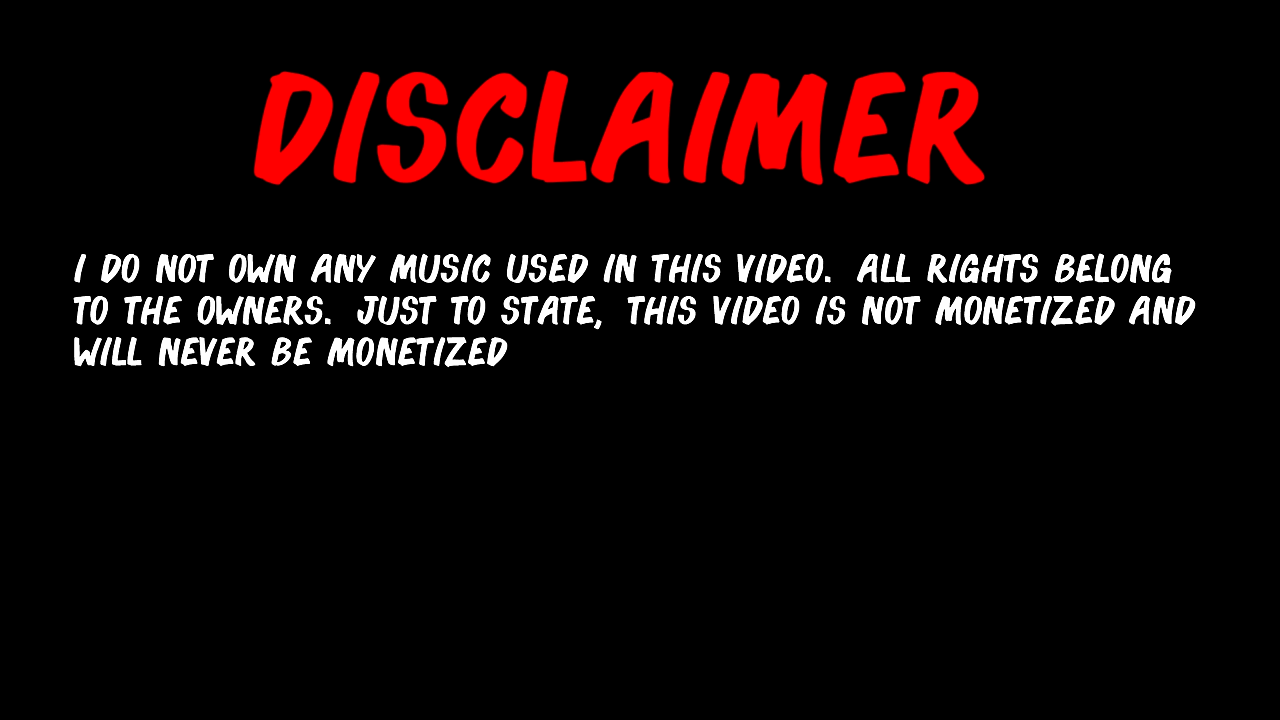 DISCLAIMER
I DO NOT OWN ANY MUSIC USED IN THIS VIDEO. ALL RIGHTS BELONG
TO THE OWNERS. JUST TO STATE, THIS VIDEO IS NOT MONETIZED AND
WILL NEVER BE MONETIZED